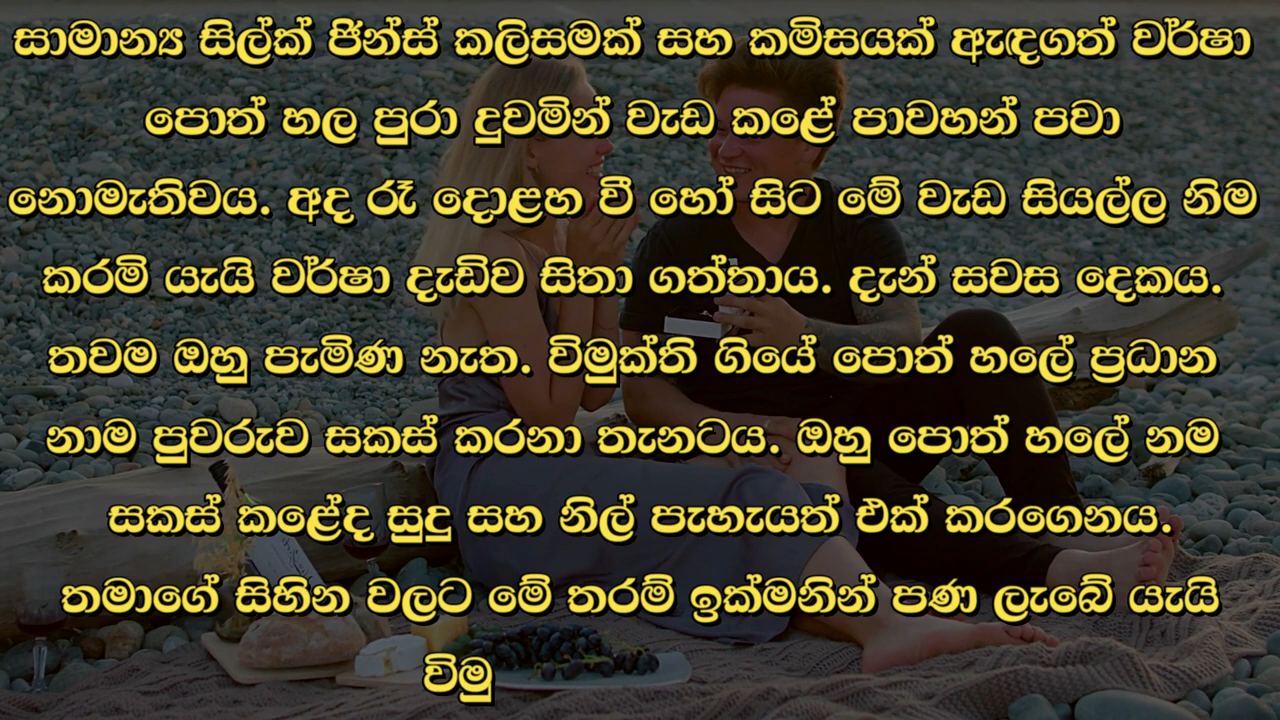 සාමාන්‍ය සිල්ක් ජීන්ස් කලිසමක් සහ කමිසයක් ඇඳගත් වර්ෂා
පොත් හල පුරා දුවමින් වැඩ කළේ පාවහන් පවා
නොමැතිවය. අද රෑ දොළහ වී හෝ සිට මේ වැඩ සියල්ල නිම
කරමි යැයි වර්ෂා දැඩිව සිතා ගත්තාය. දැන් සවස දෙකය.
තවම ඔහු පැමිණ නැත. විමුක්ති ගියේ පොත් හලේ ප්‍රධාන
නාම පුවරුව සකස් කරනා තැනටය. ඔහු පොත් හලේ නම
සකස් කළේද සුදු සහ නිල් පැහැයත් එක් කරගෙනය.
තමාගේ සිහින වලට මේ තරම් ඉක්මනින් පණ ලැබේ යැයි
විමු